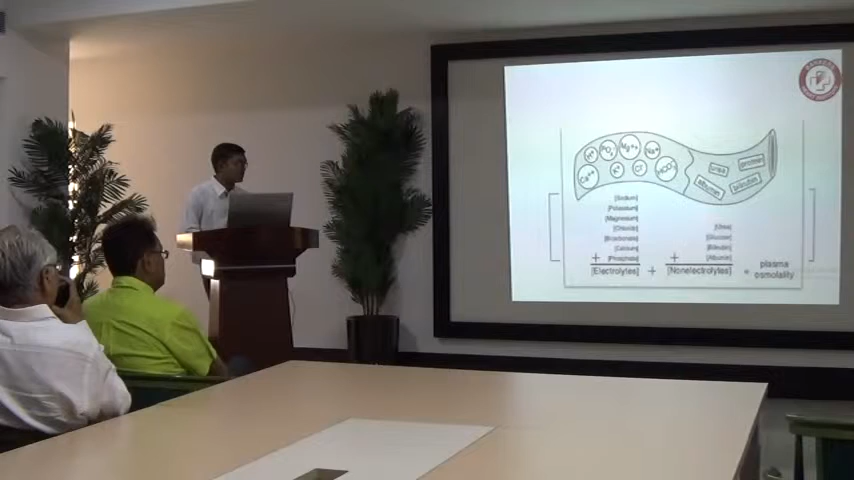 H+ PO4 Mg++ Na+
Ca++ K+ Cl- HCO3-
urea protein
albumin bilirubin
[Sodium]
[Potassium]
[Magnesium]
[Chloride] [Urea]
[Bicarbonate] [Glucose]
[Calcium] [Bilirubin]
+ [Phosphate] + [Albumin]
[Electrolytes] + [Nonelectrolytes] = plasma
osmolality